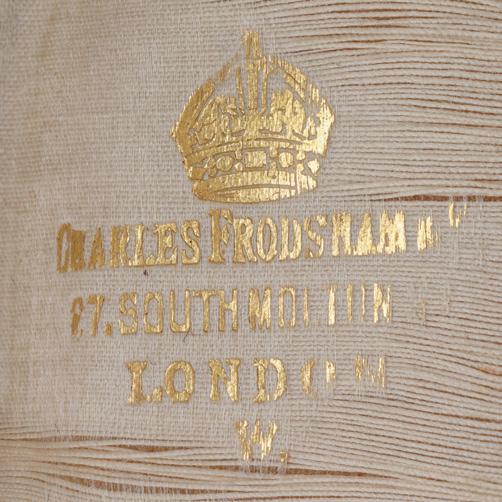 CHARLES FRODSHAM
27. SOUTH MOLTON
LONDON
W.